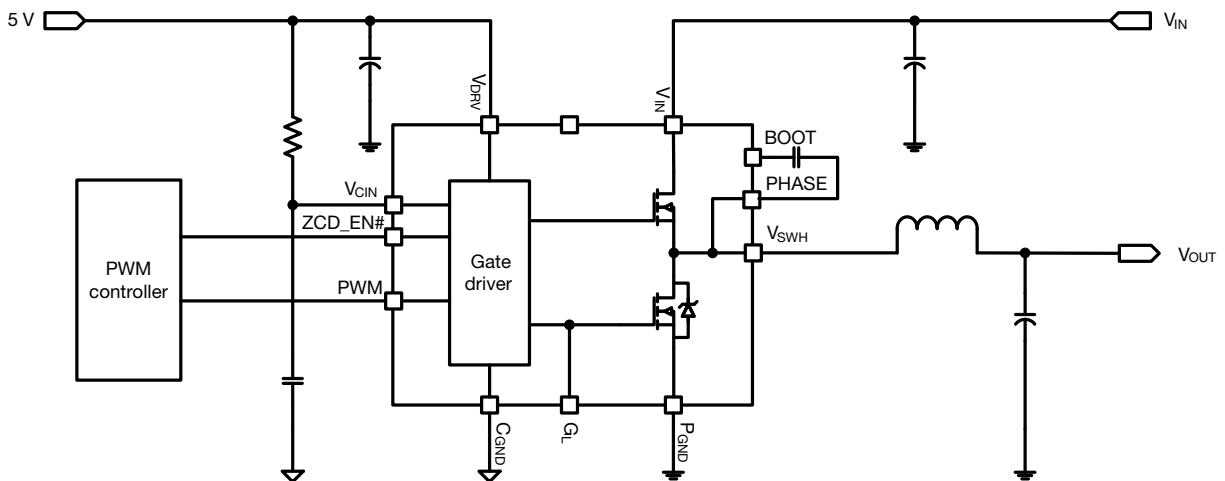 5 V
VIN
VDRV
VIN
BOOT
PHASE
VCIN
ZCD_EN#
VSWH
Gate
driver
PWM
controller
PWM
VOUT
CGND
GL
PGND